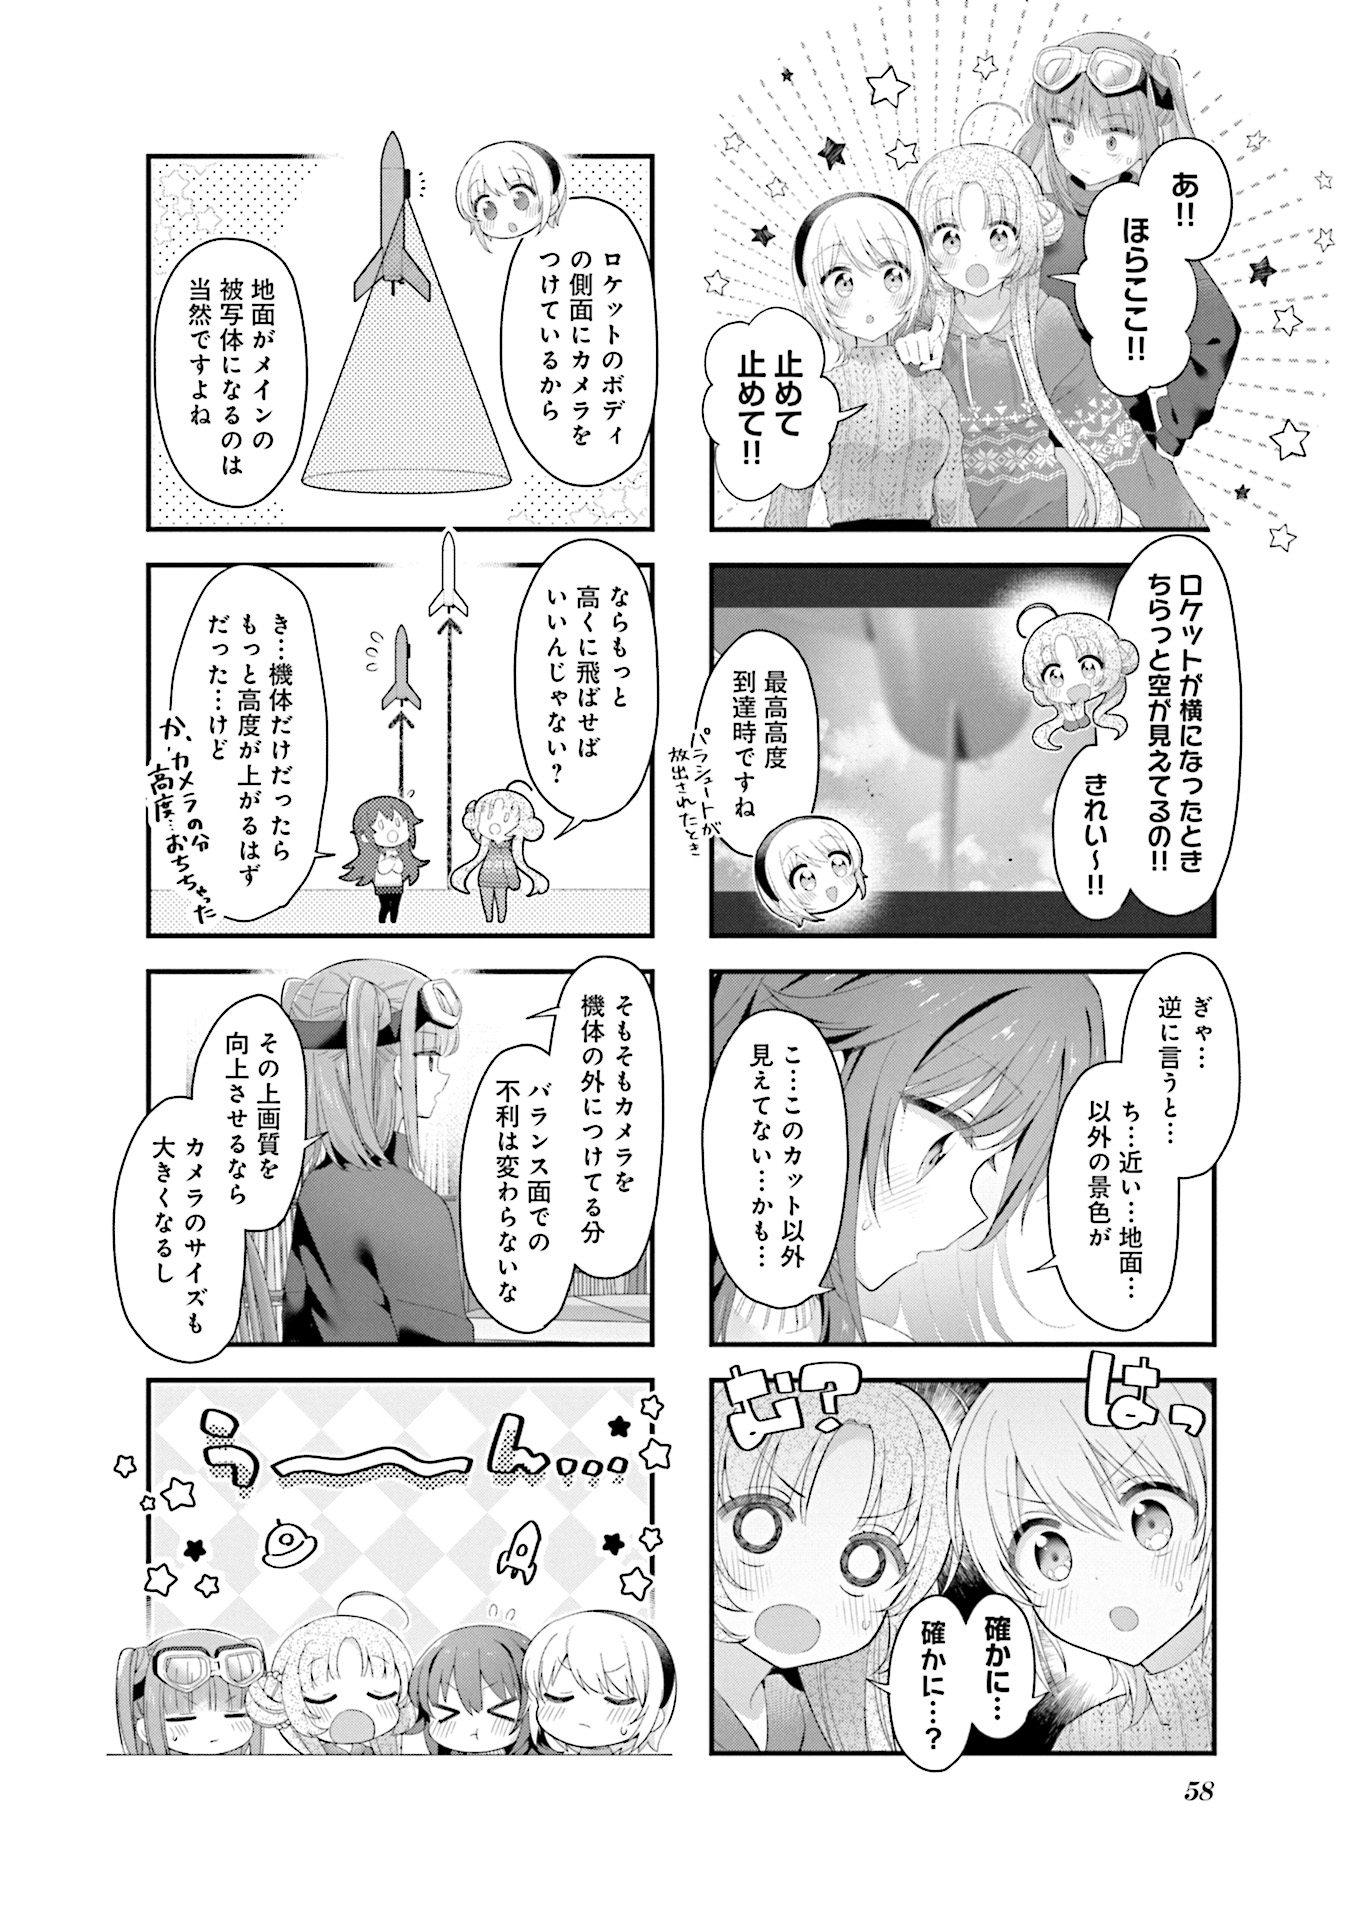 あ!!
ほらここ!!
止めて
止めて!!
ロケットが横になったとき
ちらっと空が見えてるの!!
きれい〜!!
最高高度
到達時ですね
パラシュートが
放出されたとき
ぎゃ…
逆に言うと…
ち…近い…地面…
以外の景色が
こ…このカット以外
見えてない…かも…
はっ
む?
確かに…
確かに…?
ロケットのボディ
の側面にカメラを
つけているから
地面がメインの
被写体になるのは
当然ですよね
ならもっと
高くに飛ばせば
いいんじゃない?
き…機体だけだったら
もっと高度が上がるはず
だった…けど
か、カメラの分
高度…おちちゃった
そもそもカメラを
機体の外につけてる分
バランス面での
不利は変わらないな
その上画質を
向上させるなら
カメラのサイズも
大きくなるし
う〜ん…
58